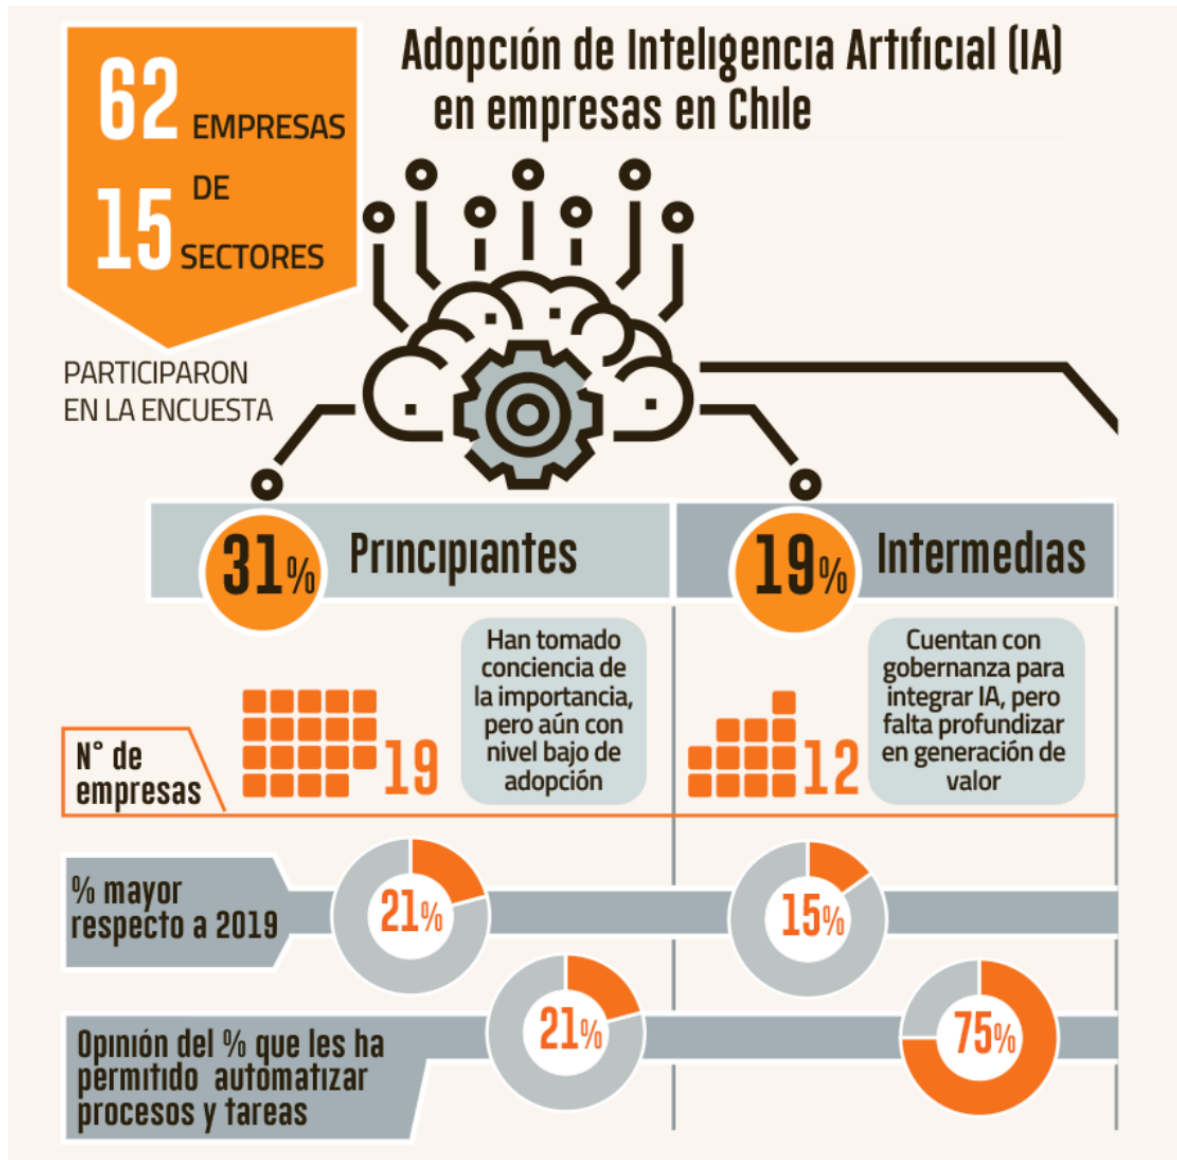 Adopción de Inteligencia Artificial (IA)
en empresas en Chile
62 EMPRESAS
DE
15 SECTORES
PARTICIPARON
EN LA ENCUESTA
31% Principiantes
19% Intermedias
Han tomado
conciencia de
la importancia,
pero aún con
nivel bajo de
adopción
Cuentan con
gobernanza para
integrar IA, pero
falta profundizar
en generación de
valor
N° de
empresas
19
12
% mayor
respecto a 2019
21%
15%
Opinión del % que les ha
permitido automatizar
procesos y tareas
21%
75%